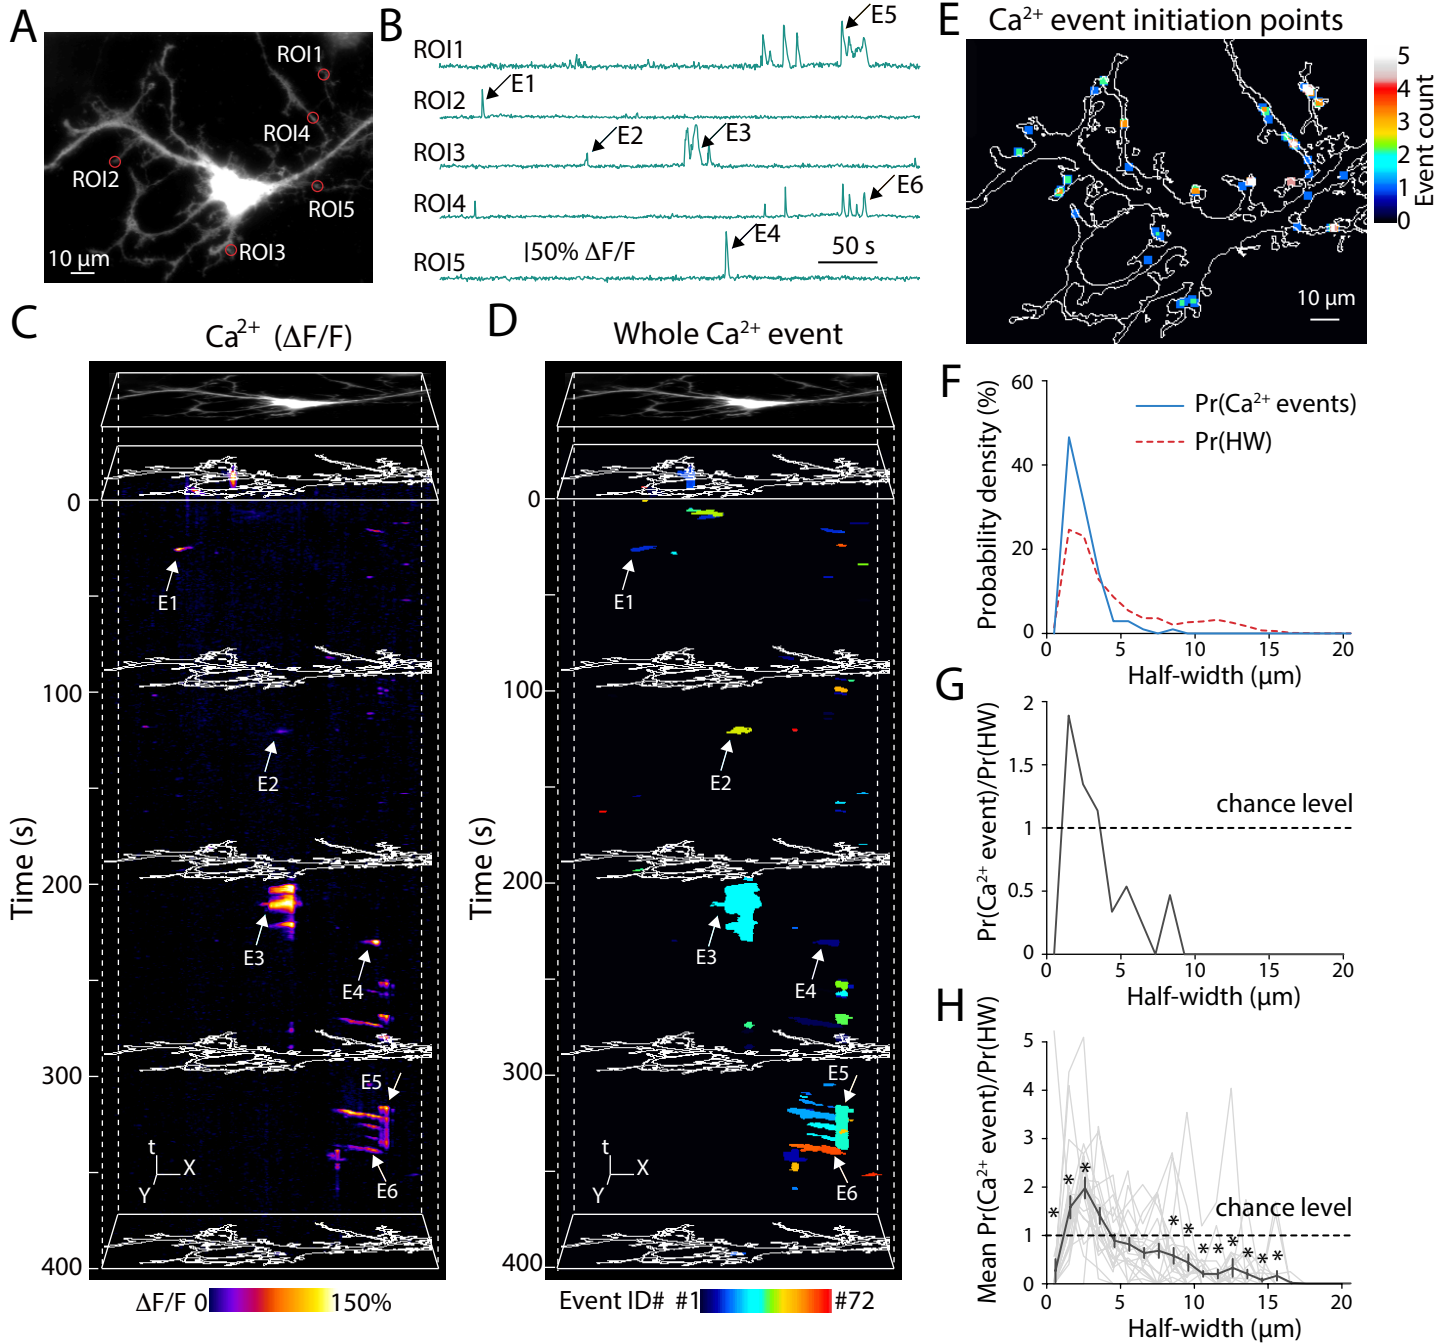 A
ROI1
ROI4
ROI2
ROI5
ROI3
10 µm
B
ROI1
E5
ROI2
E1
ROI3
E2
E3
ROI4
E6
ROI5
E4
50% ΔF/F
50 s
E
Ca²⁺ event initiation points
5
4
3
2
1
0
Event count
10 µm
C
Ca²⁺ (ΔF/F)
0
100
200
300
400
Time (s)
E1
E2
E3
E4
E5
E6
t
X
Y
ΔF/F 0 150%
D
Whole Ca²⁺ event
0
100
200
300
400
Time (s)
E1
E2
E3
E4
E5
E6
t
X
Y
Event ID# #1 #72
F
60
40
20
0
Probability density (%)
Pr(Ca²⁺ events)
Pr(HW)
0 5 10 15 20
Half-width (µm)
G
2
1.5
1
0.5
0
Pr(Ca²⁺ event)/Pr(HW)
chance level
0 5 10 15 20
Half-width (µm)
H
5
4
3
2
1
0
Mean Pr(Ca²⁺ event)/Pr(HW)
* * * * * * * * * * *
chance level
0 5 10 15 20
Half-width (µm)